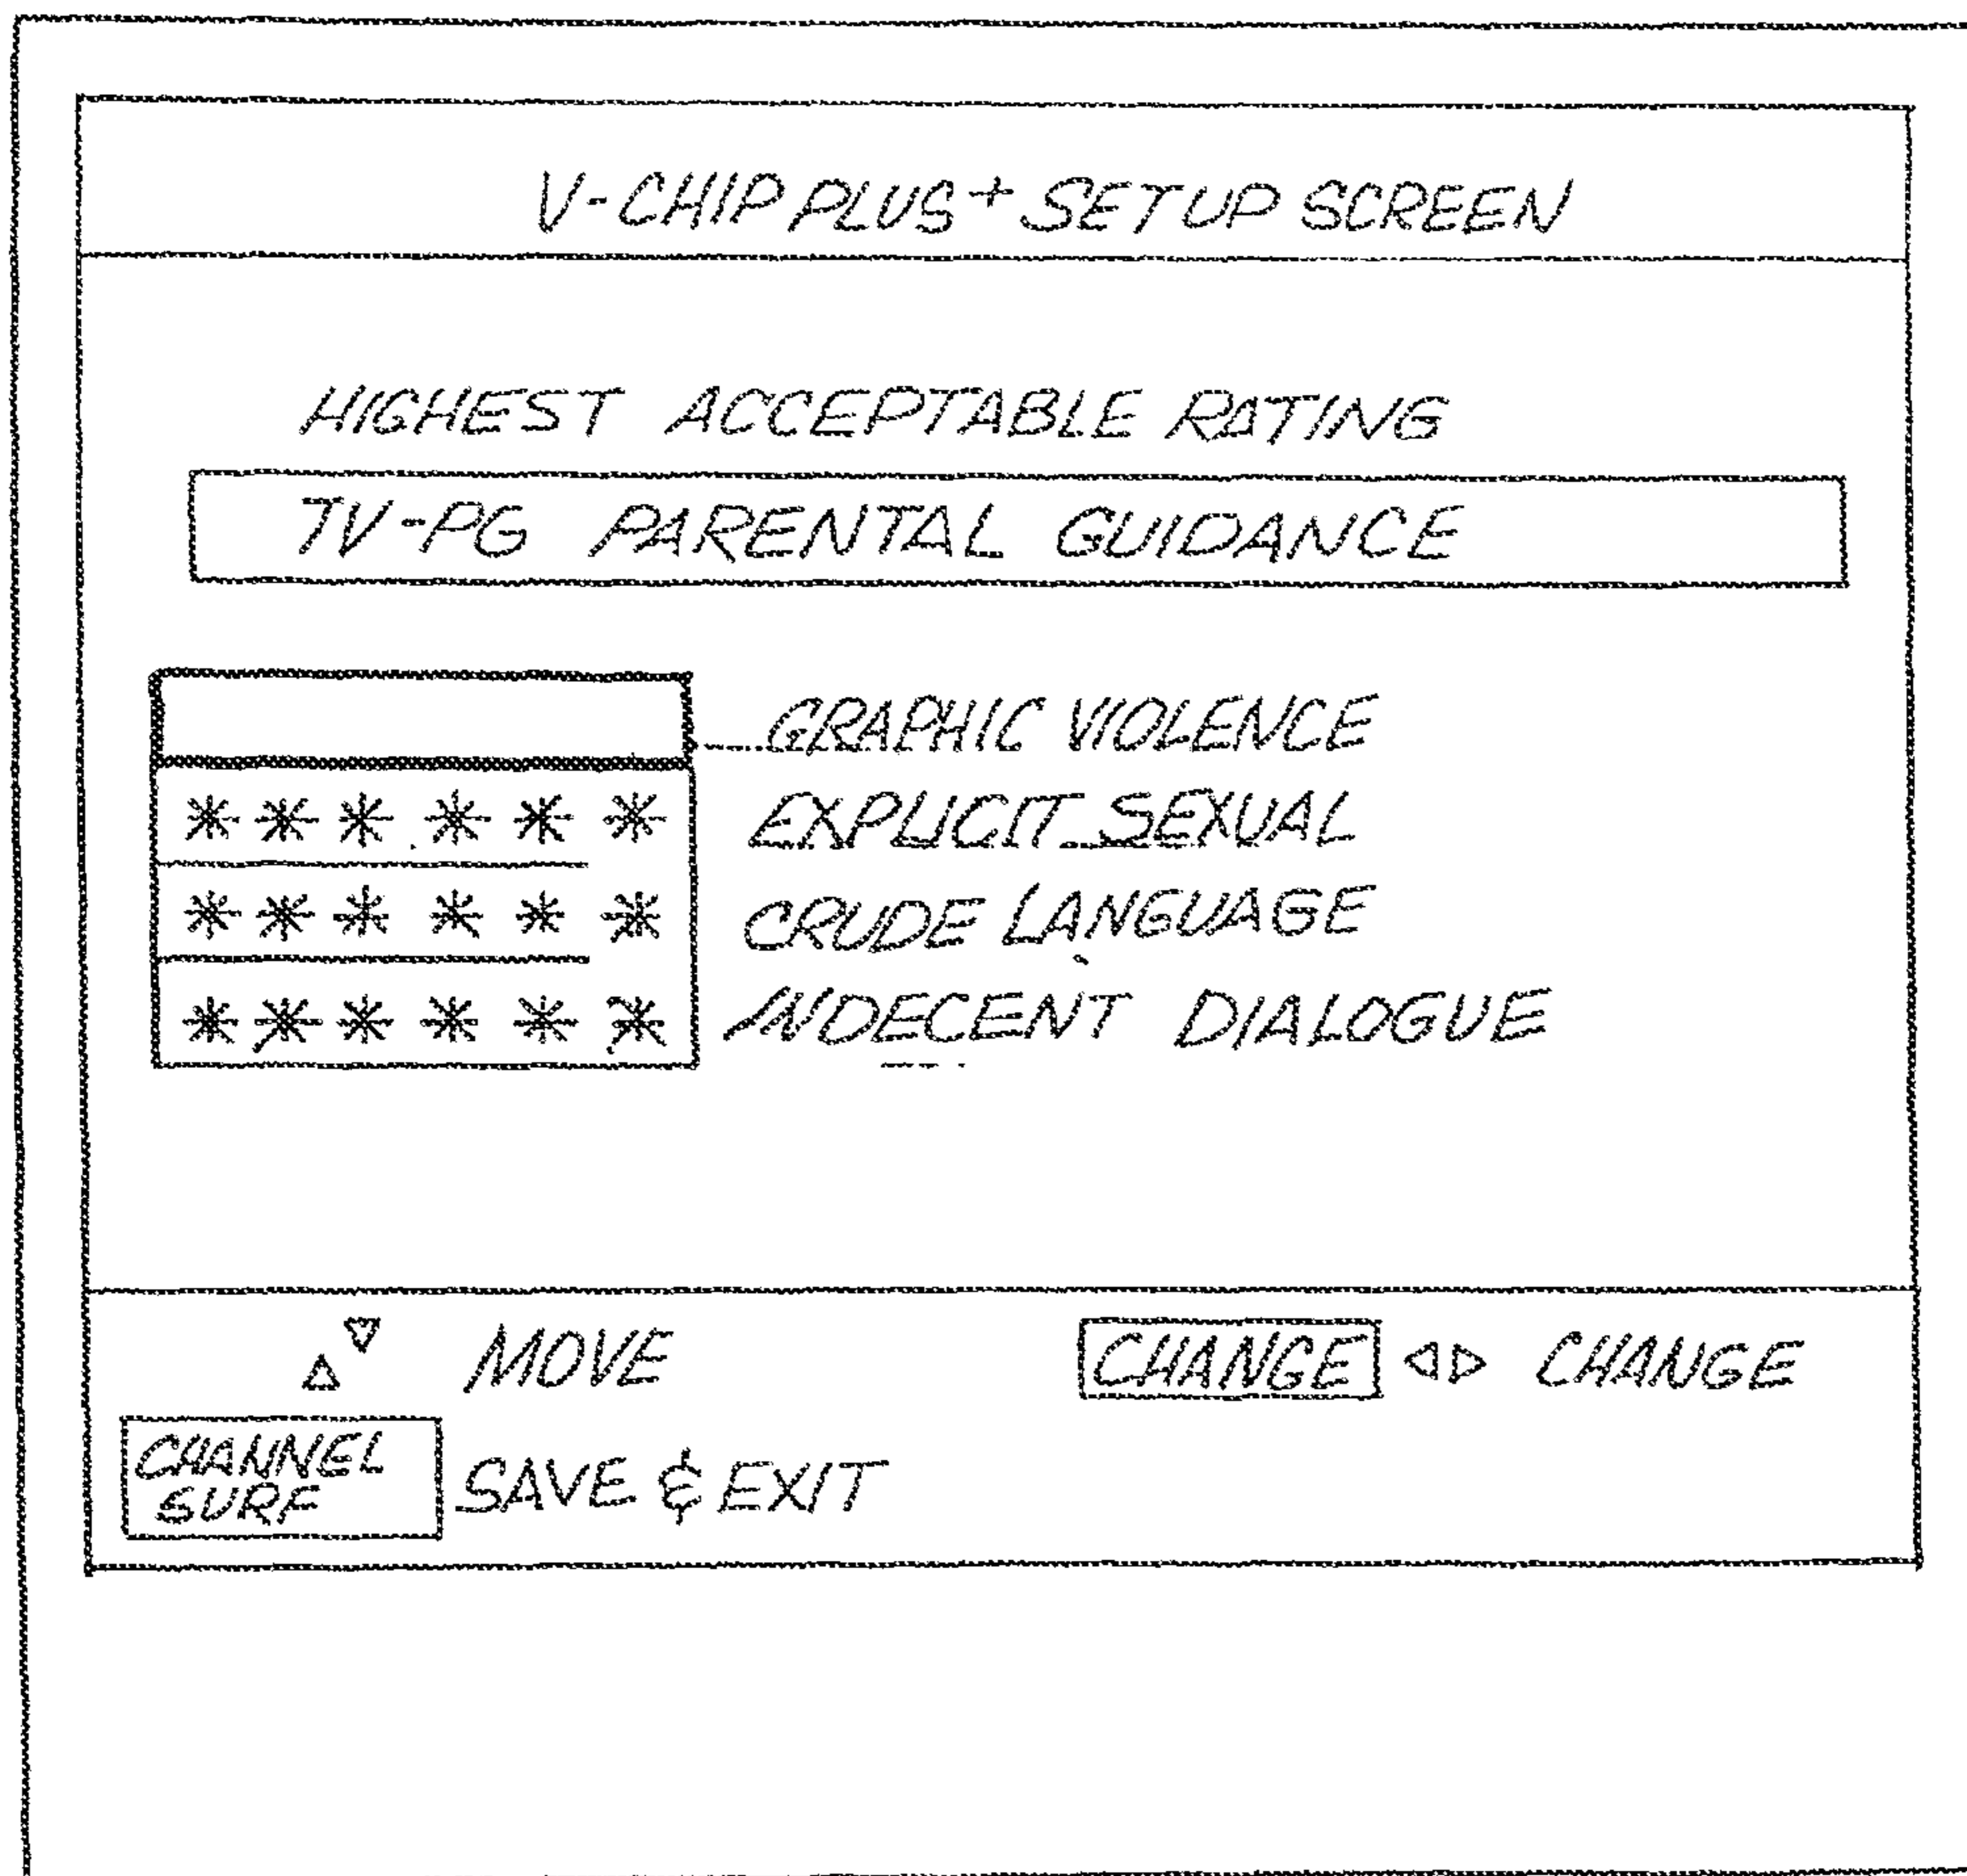 V-CHIP PLUS+ SETUP SCREEN
HIGHEST ACCEPTABLE RATING
TV-PG PARENTAL GUIDANCE
GRAPHIC VIOLENCE
****** EXPLICIT SEXUAL
****** CRUDE LANGUAGE
****** INDECENT DIALOGUE
△▽ MOVE CHANGE ◁▷ CHANGE
CHANNEL
SURF
SAVE & EXIT